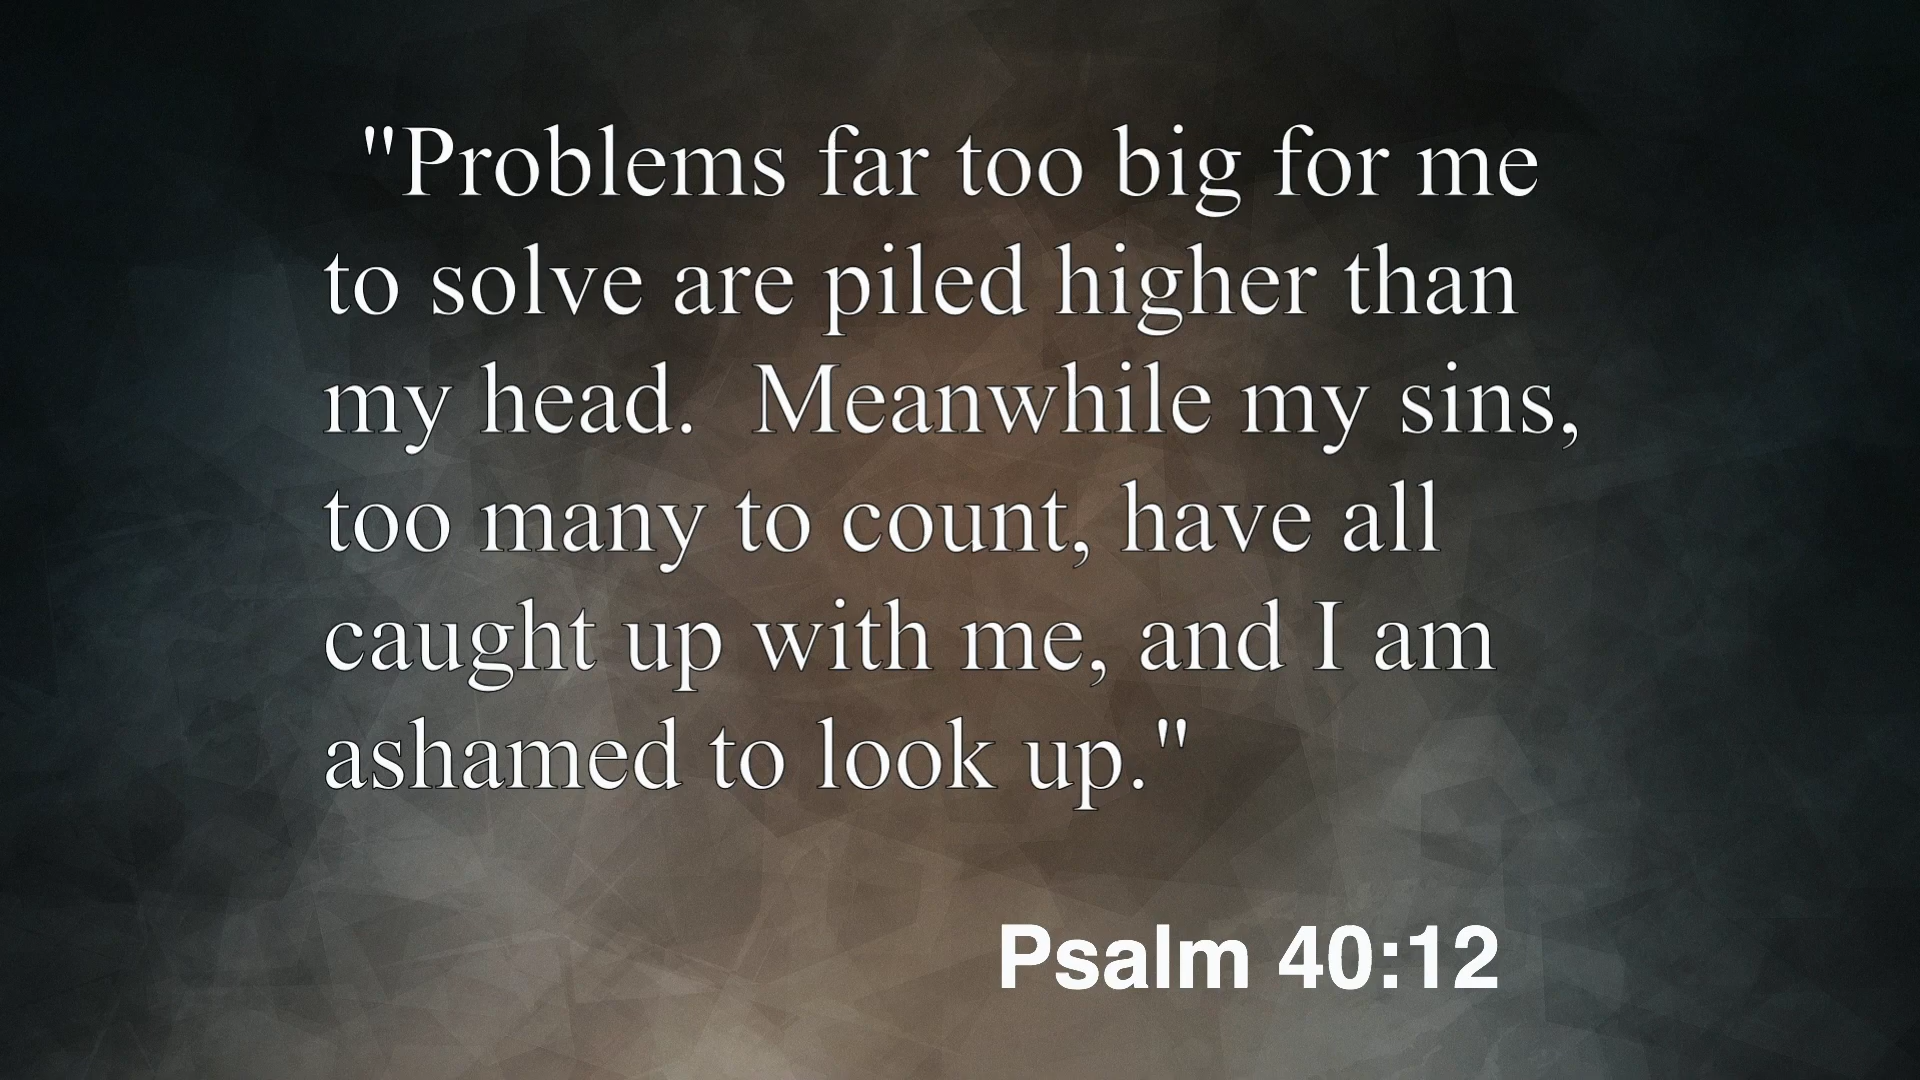 "Problems far too big for me
to solve are piled higher than
my head.  Meanwhile my sins,
too many to count, have all
caught up with me, and I am
ashamed to look up."
Psalm 40:12